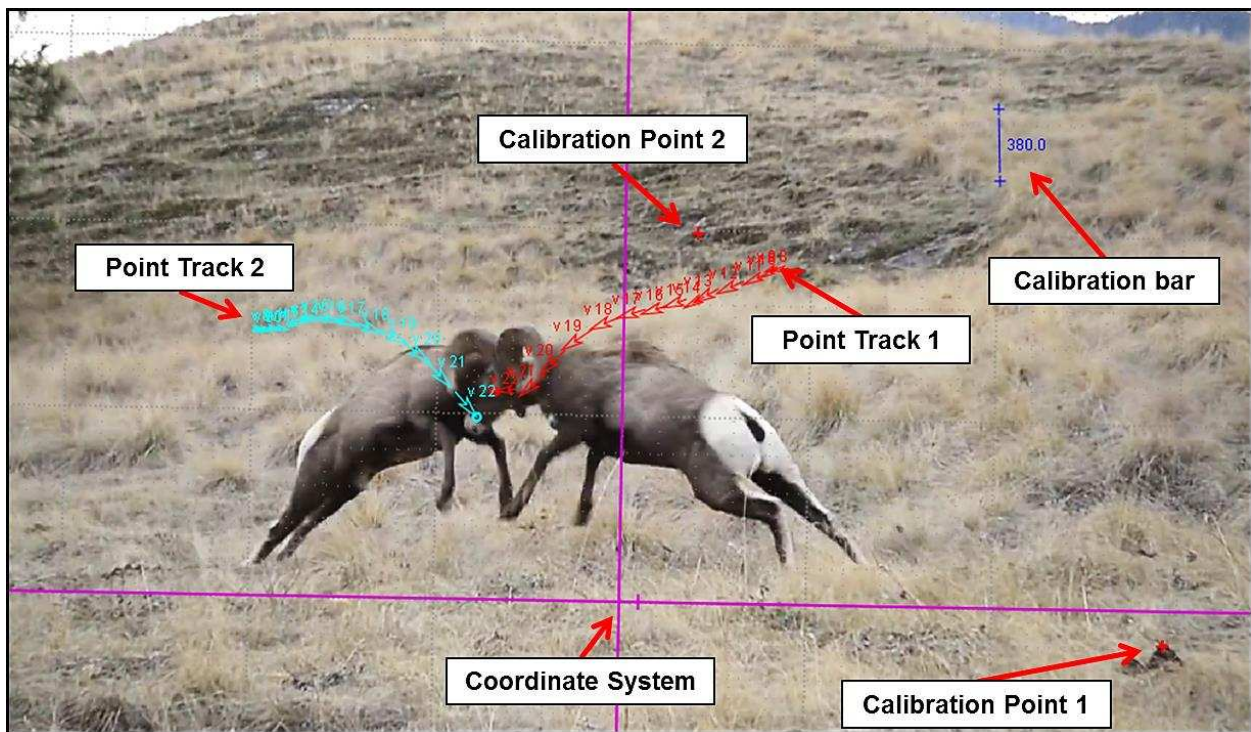 Calibration Point 2
380.0
Calibration bar
Point Track 2
Point Track 1
v 18
v 19
v 20
v 21
v 22
Coordinate System
Calibration Point 1